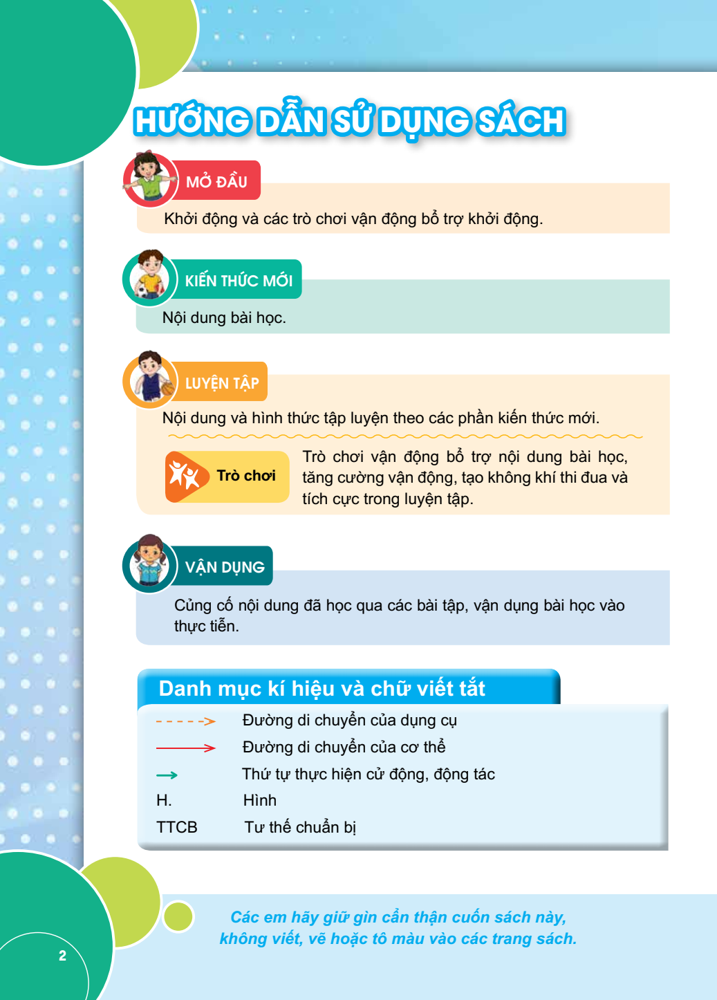 HƯỚNG DẪN SỬ DỤNG SÁCH
MỞ ĐẦU
Khởi động và các trò chơi vận động bổ trợ khởi động.
KIẾN THỨC MỚI
Nội dung bài học.
LUYỆN TẬP
Nội dung và hình thức tập luyện theo các phần kiến thức mới.
Trò chơi
Trò chơi vận động bổ trợ nội dung bài học,
tăng cường vận động, tạo không khí thi đua và
tích cực trong luyện tập.
VẬN DỤNG
Củng cố nội dung đã học qua các bài tập, vận dụng bài học vào
thực tiễn.
Danh mục kí hiệu và chữ viết tắt
Đường di chuyển của dụng cụ
Đường di chuyển của cơ thể
Thứ tự thực hiện cử động, động tác
H. Hình
TTCB Tư thế chuẩn bị
Các em hãy giữ gìn cẩn thận cuốn sách này,
không viết, vẽ hoặc tô màu vào các trang sách.
2